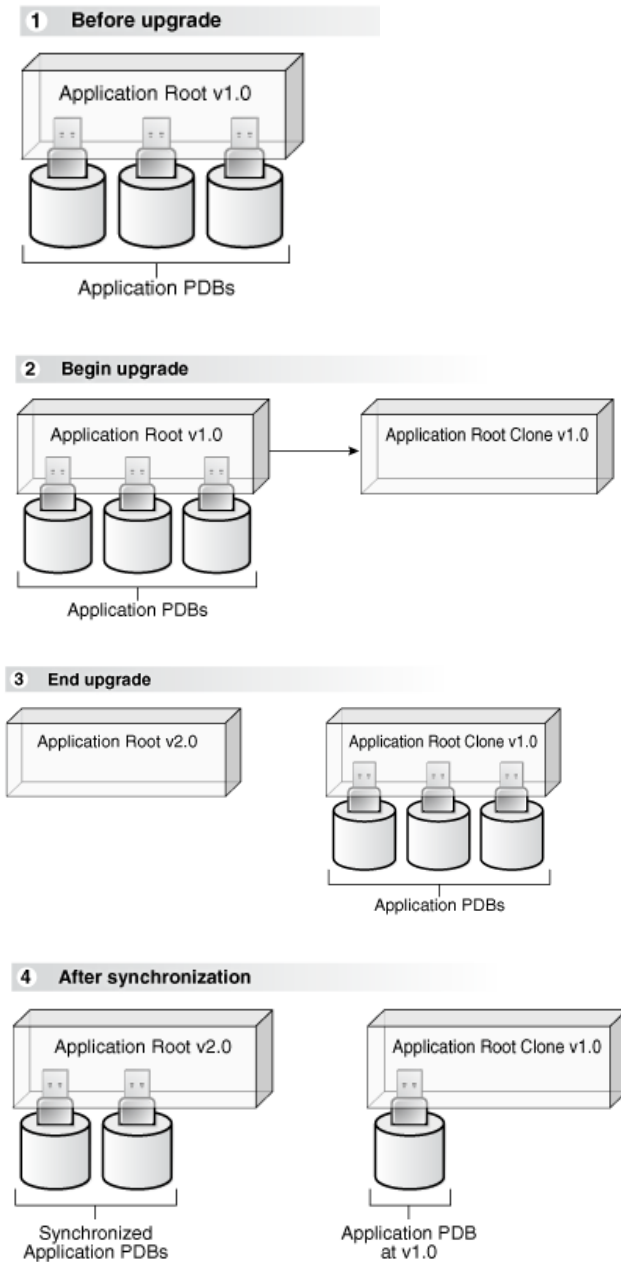 1 Before upgrade
Application Root v1.0
Application PDBs
2 Begin upgrade
Application Root v1.0
Application Root Clone v1.0
Application PDBs
3 End upgrade
Application Root v2.0
Application Root Clone v1.0
Application PDBs
4 After synchronization
Application Root v2.0
Application Root Clone v1.0
Synchronized
Application PDBs
Application PDB
at v1.0